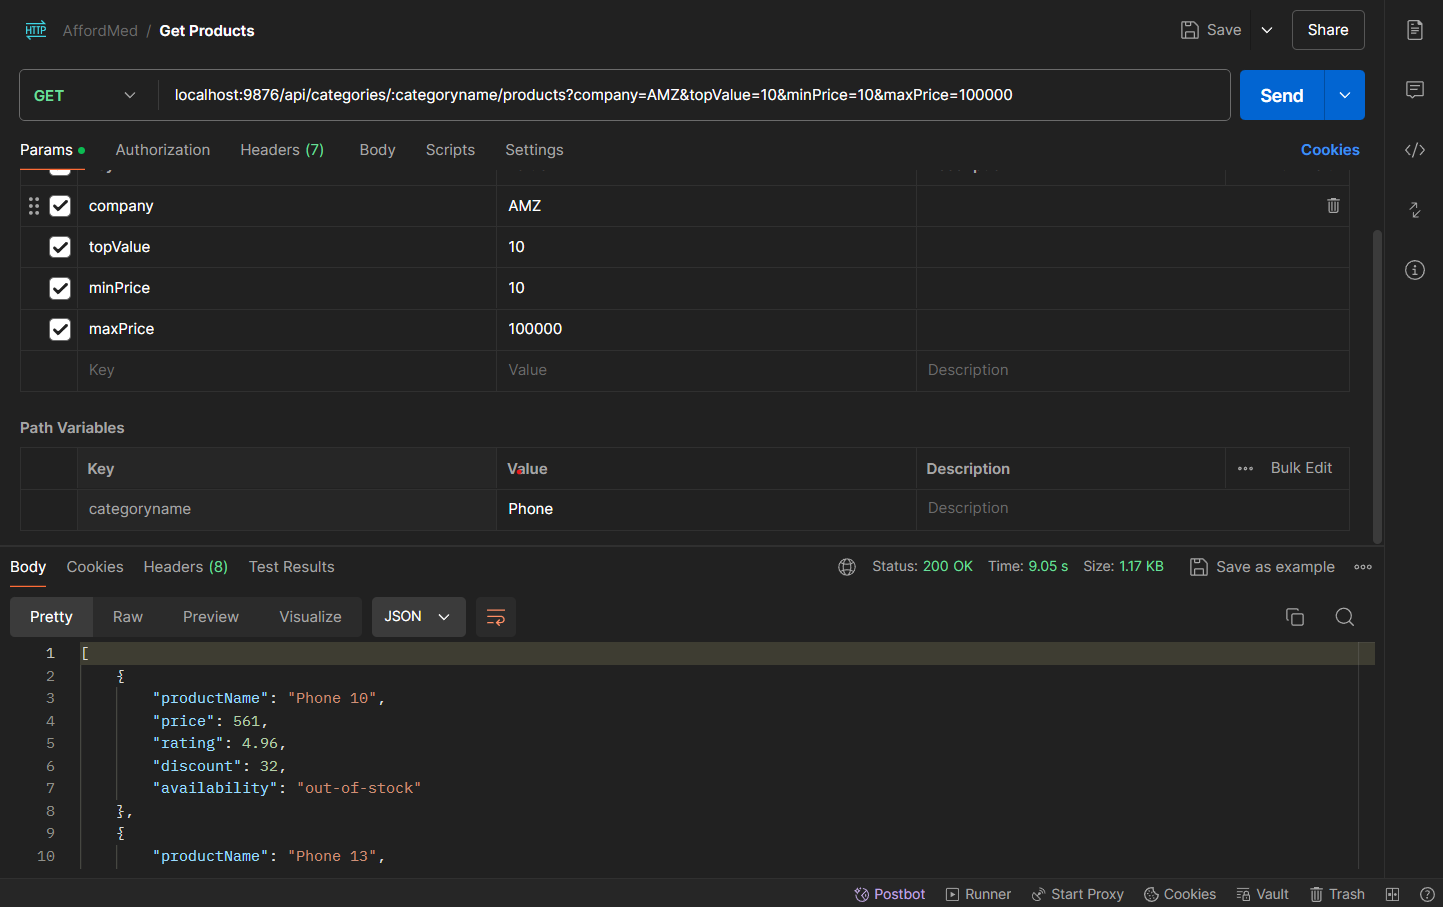 HTTP AffordMed / Get Products Save Share
GET localhost:9876/api/categories/:categoryname/products?company=AMZ&topValue=10&minPrice=10&maxPrice=100000 Send
Params Authorization Headers (7) Body Scripts Settings Cookies
company AMZ
topValue 10
minPrice 10
maxPrice 100000
Key Value Description
Path Variables
Key Value Description Bulk Edit
categoryname Phone Description
Body Cookies Headers (8) Test Results Status: 200 OK Time: 9.05 s Size: 1.17 KB Save as example
Pretty Raw Preview Visualize JSON
1 [
2 {
3 "productName": "Phone 10",
4 "price": 561,
5 "rating": 4.96,
6 "discount": 32,
7 "availability": "out-of-stock"
8 },
9 {
10 "productName": "Phone 13",
Postbot Runner Start Proxy Cookies Vault Trash